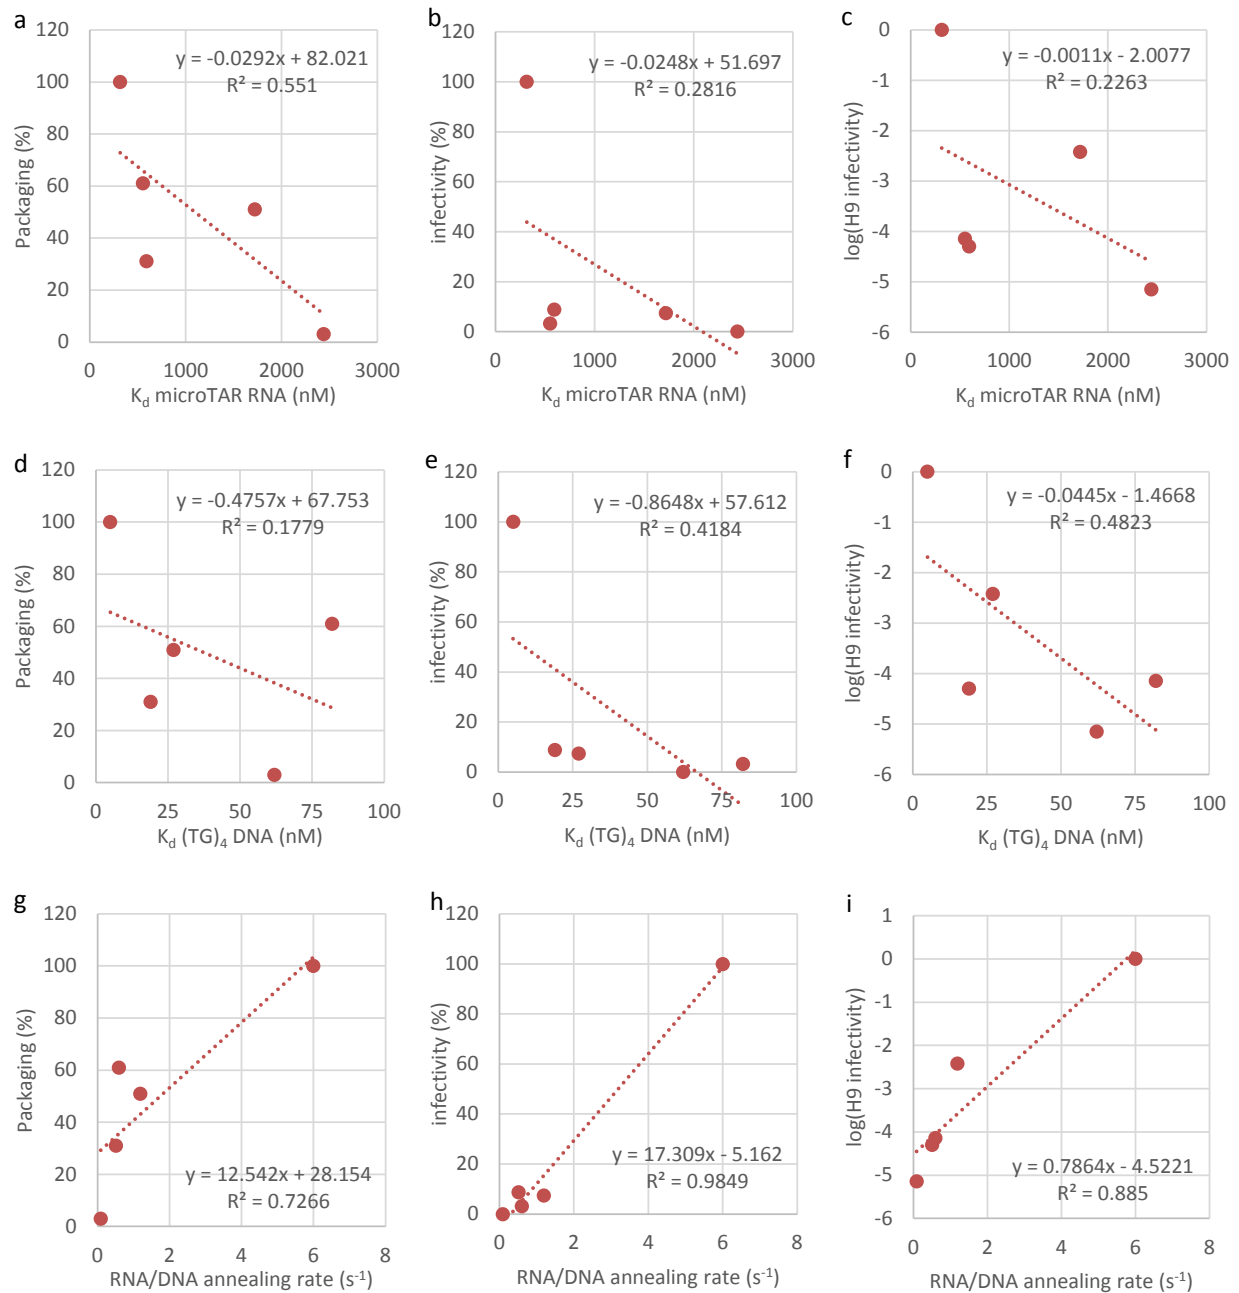 a
y = -0.0292x + 82.021
R² = 0.551
120
100
80
60
40
20
0
Packaging (%)
0 1000 2000 3000
Kd microTAR RNA (nM)
b
y = -0.0248x + 51.697
R² = 0.2816
120
100
80
60
40
20
0
infectivity (%)
0 1000 2000 3000
Kd microTAR RNA (nM)
c
y = -0.0011x - 2.0077
R² = 0.2263
-0
-1
-2
-3
-4
-5
-6
log(H9 infectivity)
0 1000 2000 3000
Kd microTAR RNA (nM)
d
y = -0.4757x + 67.753
R² = 0.1779
120
100
80
60
40
20
0
Packaging (%)
0 25 50 75 100
Kd (TG)4 DNA (nM)
e
y = -0.8648x + 57.612
R² = 0.4184
120
100
80
60
40
20
0
infectivity (%)
0 25 50 75 100
Kd (TG)4 DNA (nM)
f
y = -0.0445x - 1.4668
R² = 0.4823
0
-1
-2
-3
-4
-5
-6
log(H9 infectivity)
0 25 50 75 100
Kd (TG)4 DNA (nM)
g
120
100
80
60
40
20
0
Packaging (%)
y = 12.542x + 28.154
R² = 0.7266
0 2 4 6 8
RNA/DNA annealing rate (s-1)
h
120
100
80
60
40
20
0
infectivity (%)
y = 17.309x - 5.162
R² = 0.9849
0 2 4 6 8
RNA/DNA annealing rate (s-1)
i
1
0
-1
-2
-3
-4
-5
-6
log(H9 infectivity)
y = 0.7864x - 4.5221
R² = 0.885
0 2 4 6 8
RNA/DNA annealing rate (s-1)